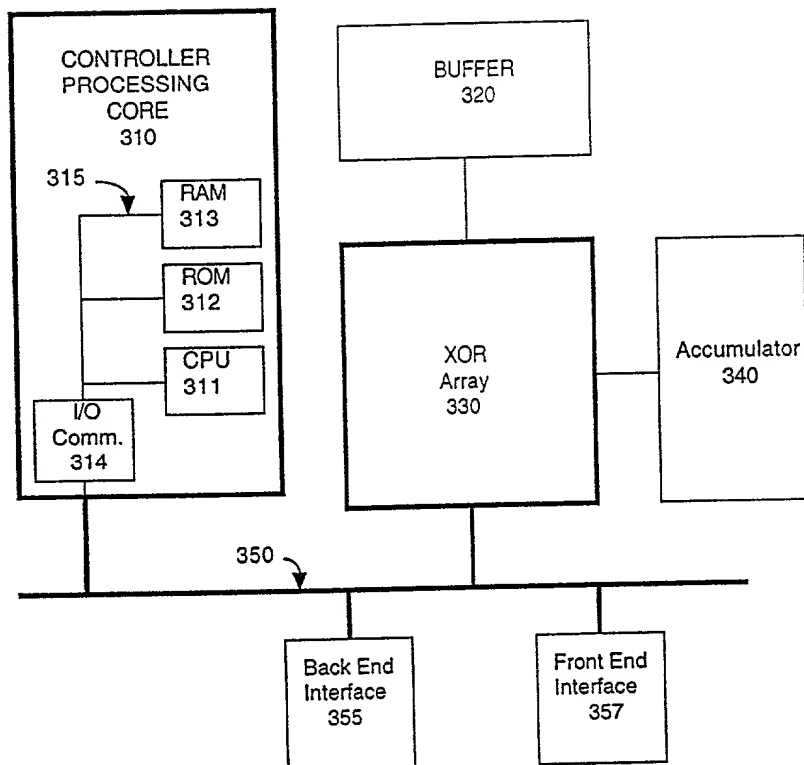 CONTROLLER
PROCESSING
CORE
310
315
RAM
313
ROM
312
CPU
311
I/O
Comm.
314
BUFFER
320
XOR
Array
330
Accumulator
340
350
Back End
Interface
355
Front End
Interface
357